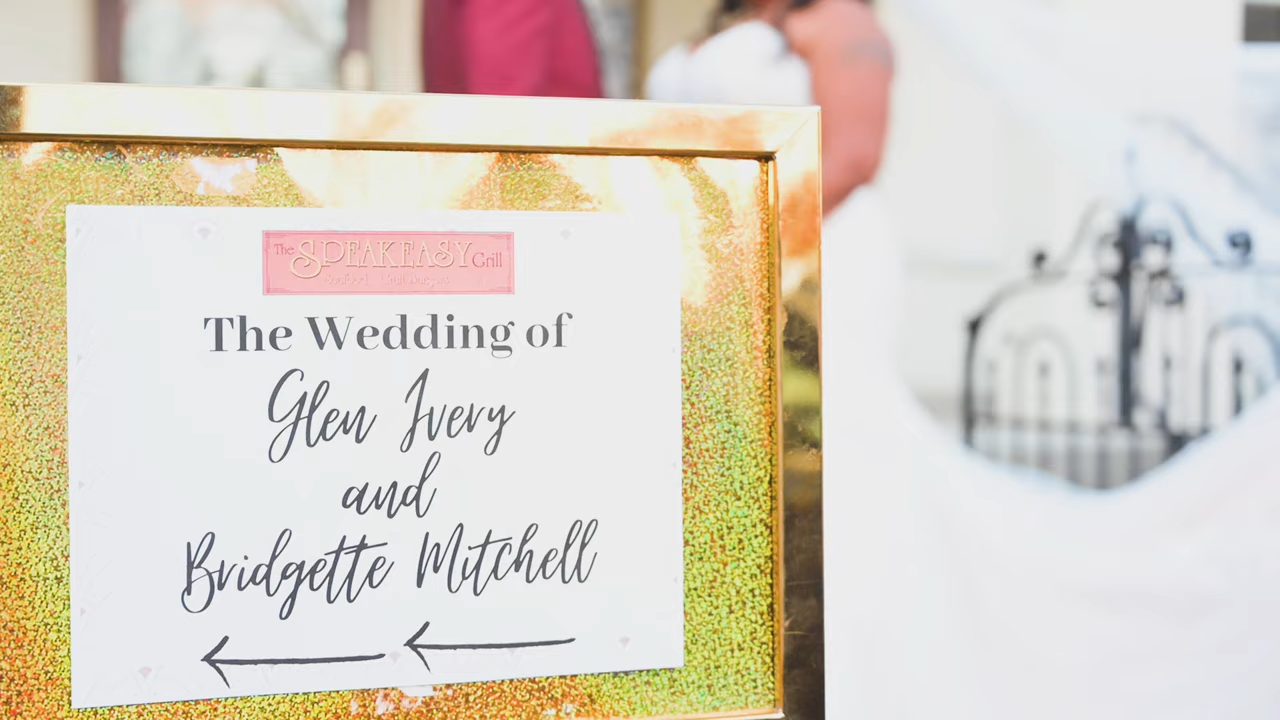 The SPEAKEASY Grill
The Wedding of
Glen Ivery
and
Bridgette Mitchell